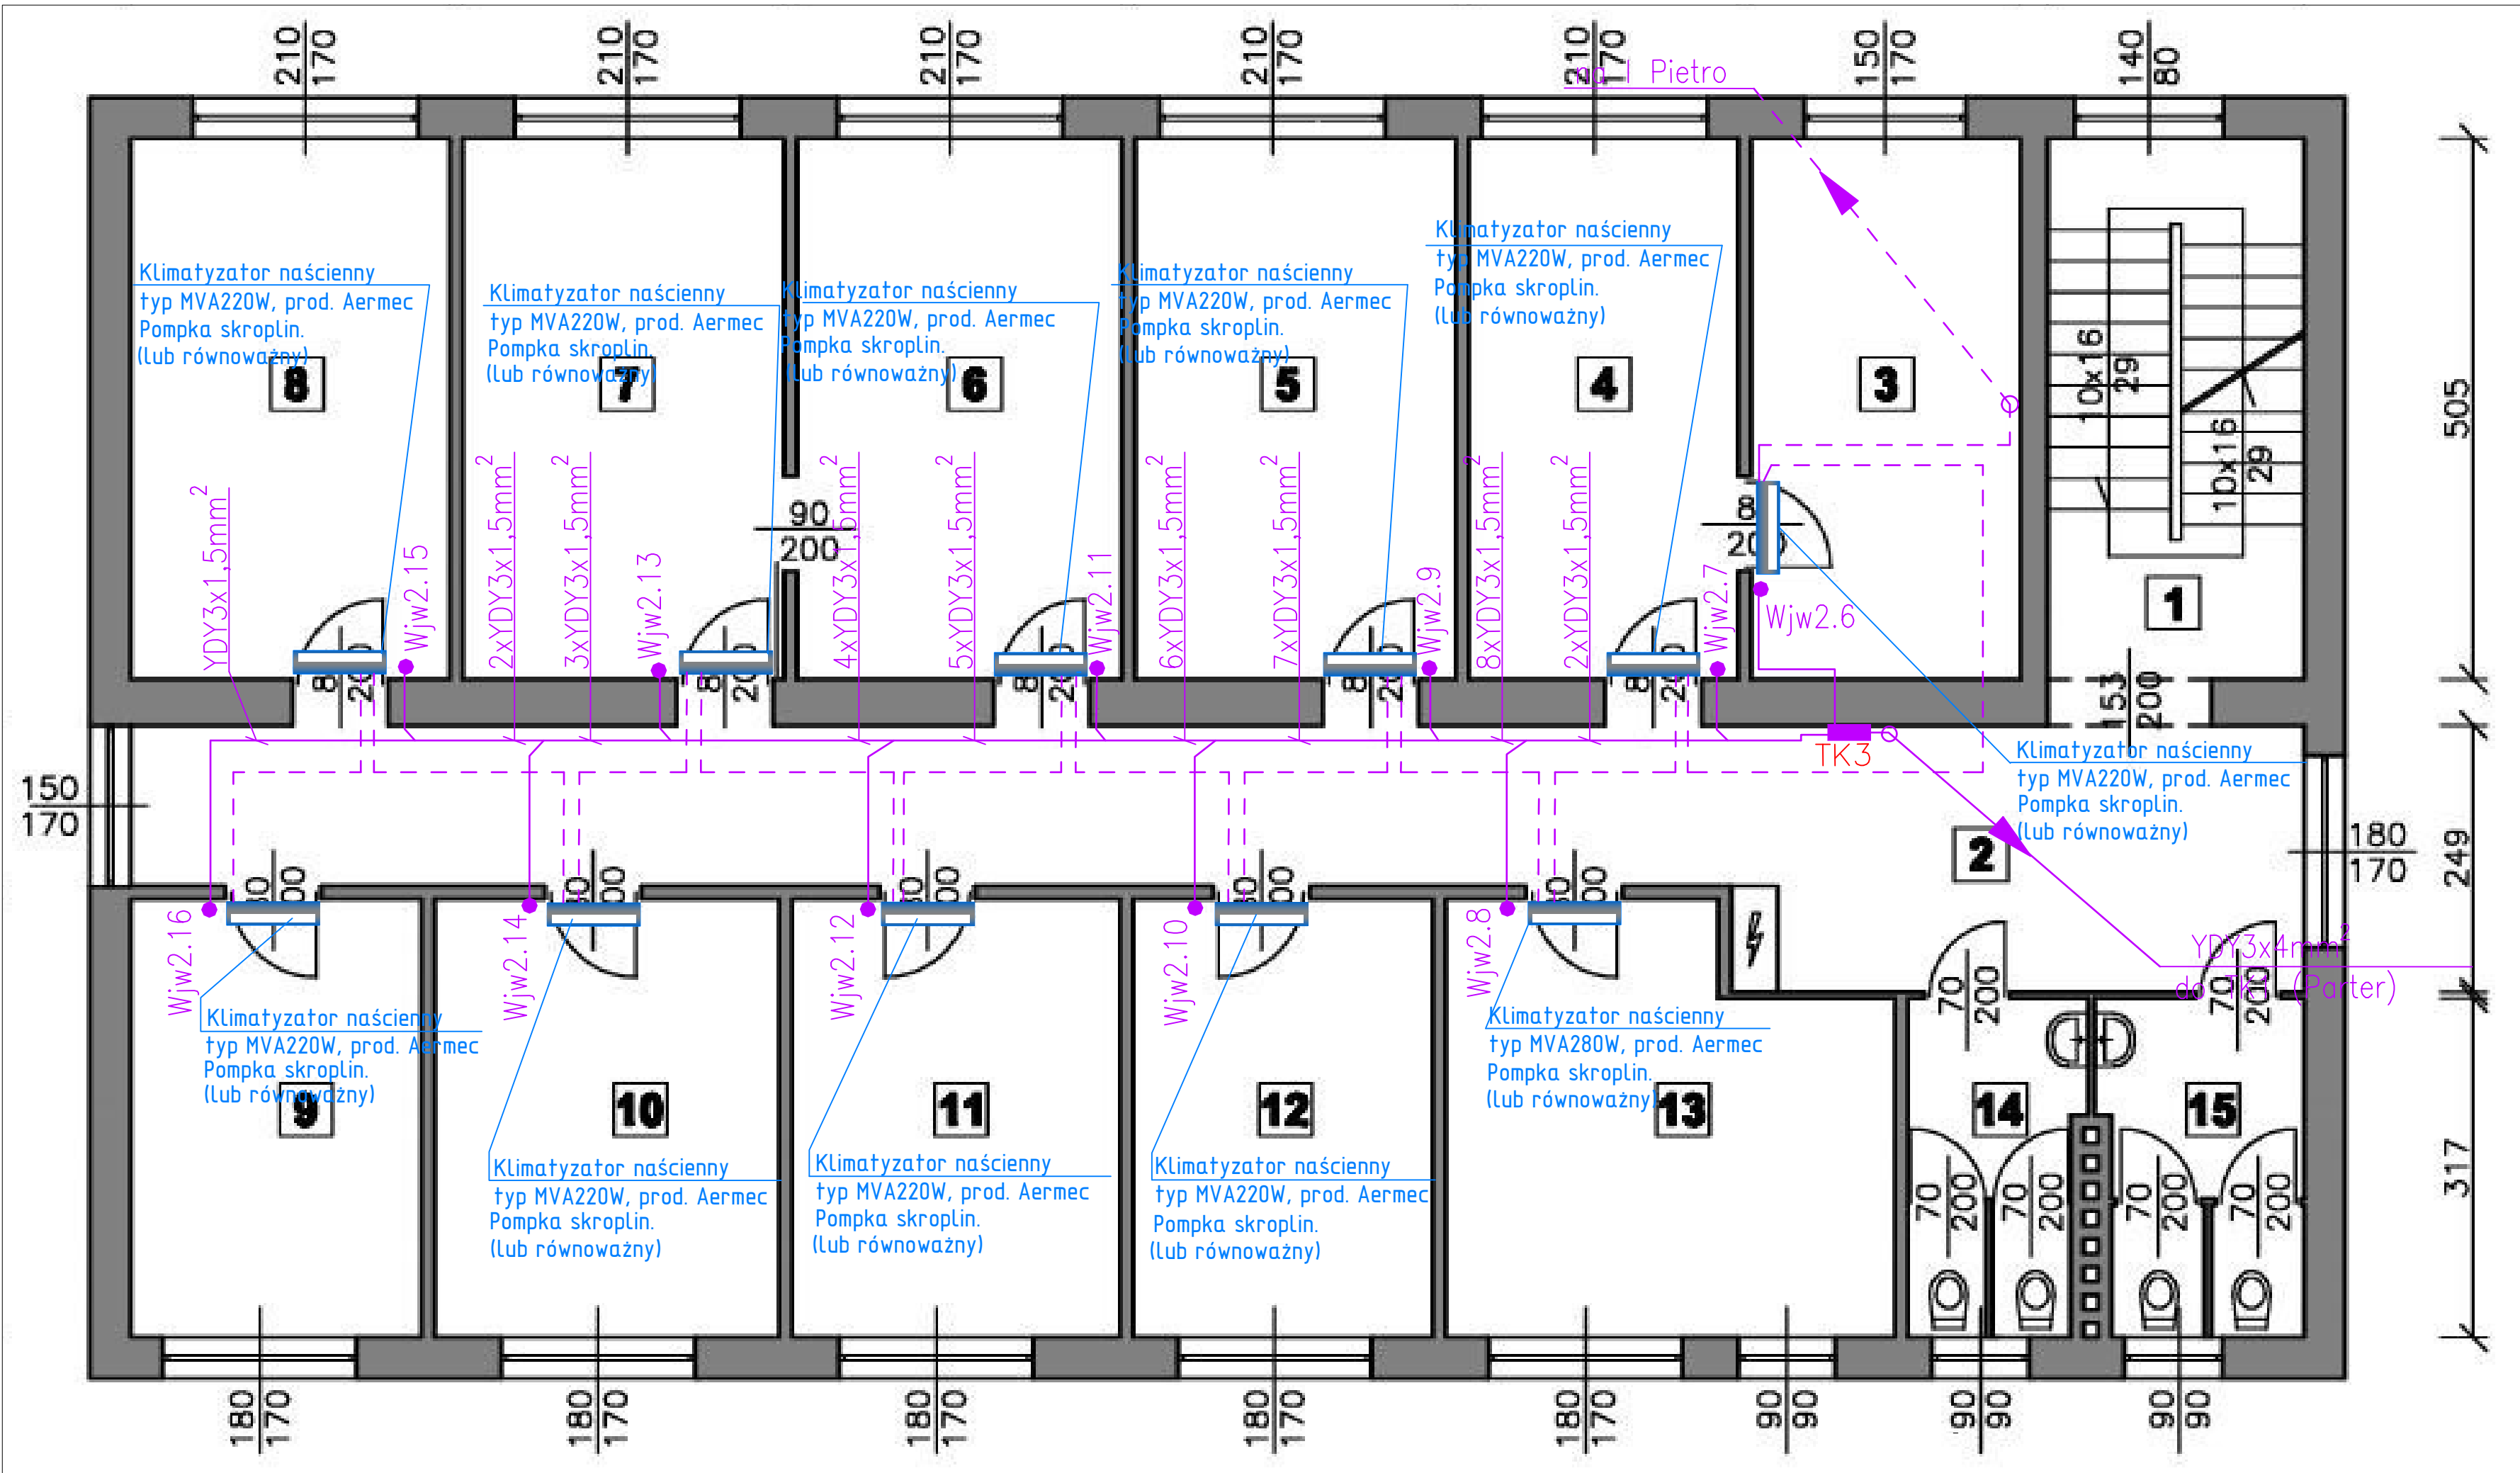 210
170
210
170
210
170
210
170
210
170
150
170
140
80
na I Pietro
Klimatyzator naścienny
typ MVA220W, prod. Aermec
Pompka skroplin.
(lub równoważny)
Klimatyzator naścienny
typ MVA220W, prod. Aermec
Pompka skroplin.
(lub równoważny)
Klimatyzator naścienny
typ MVA220W, prod. Aermec
Pompka skroplin.
(lub równoważny)
Klimatyzator naścienny
typ MVA220W, prod. Aermec
Pompka skroplin.
(lub równoważny)
Klimatyzator naścienny
typ MVA220W, prod. Aermec
Pompka skroplin.
(lub równoważny)
8
7
6
5
4
3
10x16
29
10x16
29
505
YDY3x1,5mm²
Wjw2.15
2xYDY3x1,5mm²
3xYDY3x1,5mm²
Wjw2.13
90
200
4xYDY3x1,5mm²
5xYDY3x1,5mm²
Wjw2.11
6xYDY3x1,5mm²
7xYDY3x1,5mm²
Wjw2.9
8xYDY3x1,5mm²
2xYDY3x1,5mm²
Wjw2.7
Wjw2.6
1
153
200
TK3
Klimatyzator naścienny
typ MVA220W, prod. Aermec
Pompka skroplin.
(lub równoważny)
150
170
2
180
170
249
Wjw2.16
Wjw2.14
Wjw2.12
Wjw2.10
Wjw2.8
YDY3x4mm²
(Parter)
70
200
70
200
Klimatyzator naścienny
typ MVA220W, prod. Aermec
Pompka skroplin.
(lub równoważny)
Klimatyzator naścienny
typ MVA280W, prod. Aermec
Pompka skroplin.
(lub równoważny)
9
10
11
12
13
14
15
Klimatyzator naścienny
typ MVA220W, prod. Aermec
Pompka skroplin.
(lub równoważny)
Klimatyzator naścienny
typ MVA220W, prod. Aermec
Pompka skroplin.
(lub równoważny)
Klimatyzator naścienny
typ MVA220W, prod. Aermec
Pompka skroplin.
(lub równoważny)
70
200
70
200
70
200
70
200
317
180
170
180
170
180
170
180
170
180
170
90
90
90
90
90
90